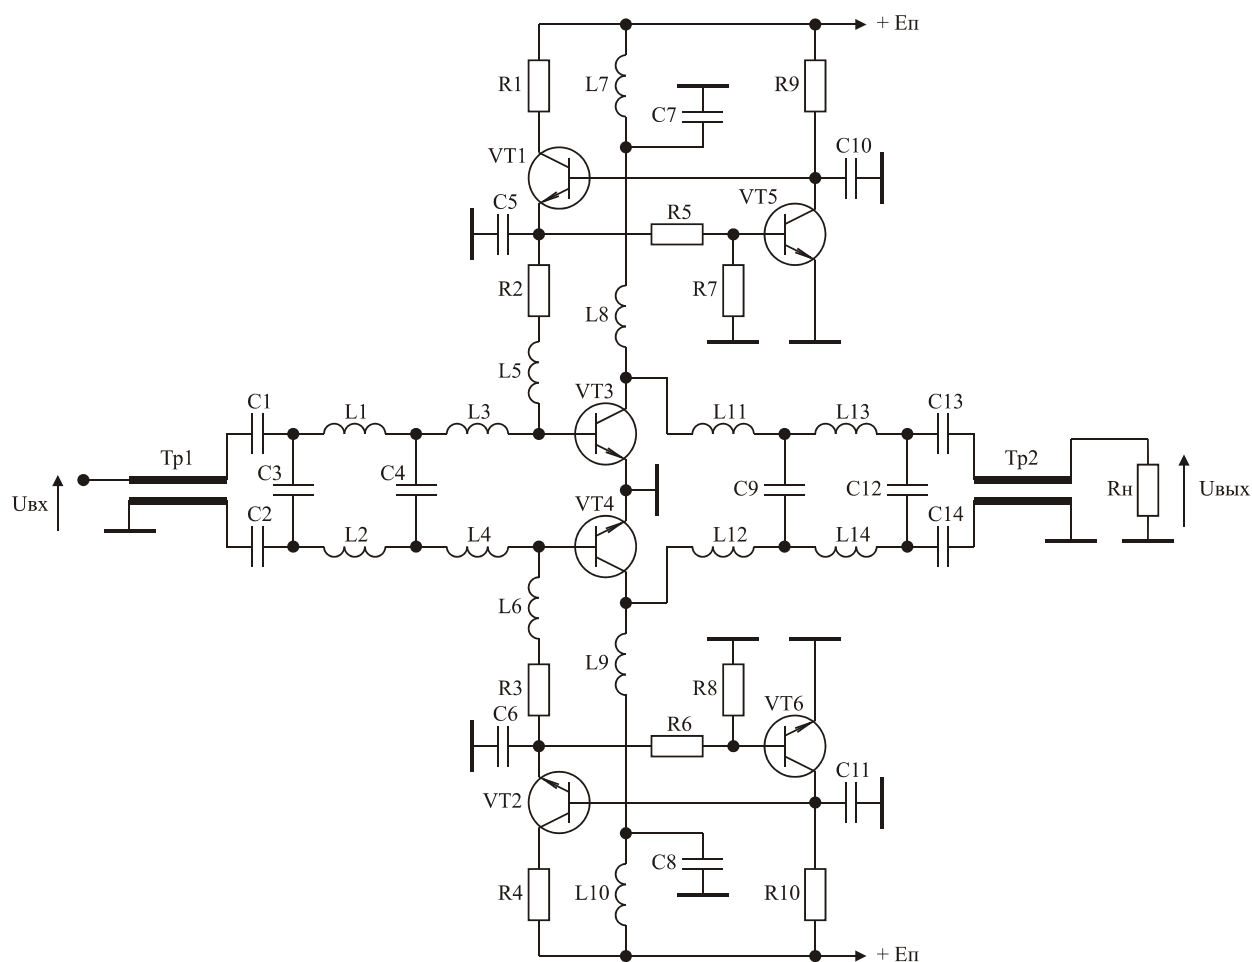 + Eп
R1
L7
R9
C7
C10
VT1
VT5
C5
R5
R2
R7
L8
L5
VT3
C1
L1
L3
L11
L13
C13
Тр1
C3
C4
C9
C12
Тр2
Rн
Uвх
Uвых
VT4
C2
L2
L4
L12
L14
C14
L6
L9
R3
R8
VT6
C6
R6
C11
VT2
C8
R4
L10
R10
+ Eп